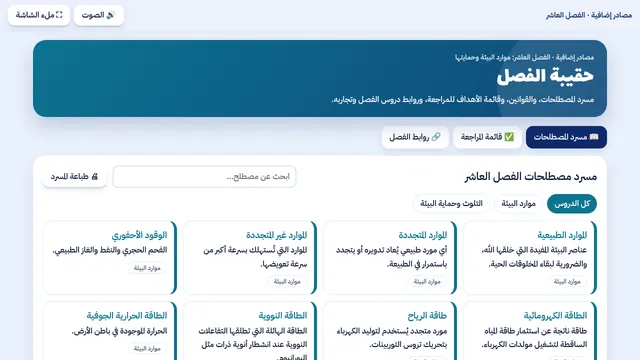 مصادر إضافية - الفصل العاشر
🔊 الصوت
⛶ ملء الشاشة
مصادر إضافية - الفصل العاشر: موارد البيئة وحمايتها
حقيبة الفصل
مسرد المصطلحات، والقوانين، وقائمة الأهداف للمراجعة، وروابط دروس الفصل وتجاربه.
📖 مسرد المصطلحات
✅ قائمة المراجعة
🔗 روابط الفصل
مسرد مصطلحات الفصل العاشر
ابحث عن مصطلح...
🖨 طباعة المسرد
كل الدروس
موارد البيئة
التلوث وحماية البيئة
الموارد الطبيعية
عناصر البيئة المفيدة التي خلقها الله،
والضرورية لبقاء المخلوقات الحية.
موارد البيئة
الموارد المتجددة
أي مورد طبيعي يُعاد تدويره أو يتجدد
باستمرار في الطبيعة.
موارد البيئة
الموارد غير المتجددة
الموارد التي تُستهلك بسرعة أكبر من
سرعة تعويضها.
موارد البيئة
الوقود الأحفوري
الفحم الحجري والنفط والغاز الطبيعي.
موارد البيئة
الطاقة الكهرومائية
طاقة ناتجة عن استثمار طاقة المياه
الساقطة لتشغيل مولدات الكهرباء.
طاقة الرياح
مورد متجدد يُستخدم لتوليد الكهرباء
بتحريك تروس التوربينات.
الطاقة النووية
الطاقة الهائلة التي تطلقها التفاعلات
النووية عند انشطار أنوية ذرات مثل
اليورانيوم.
الطاقة الحرارية الجوفية
الحرارة الموجودة في باطن الأرض.
موارد البيئة